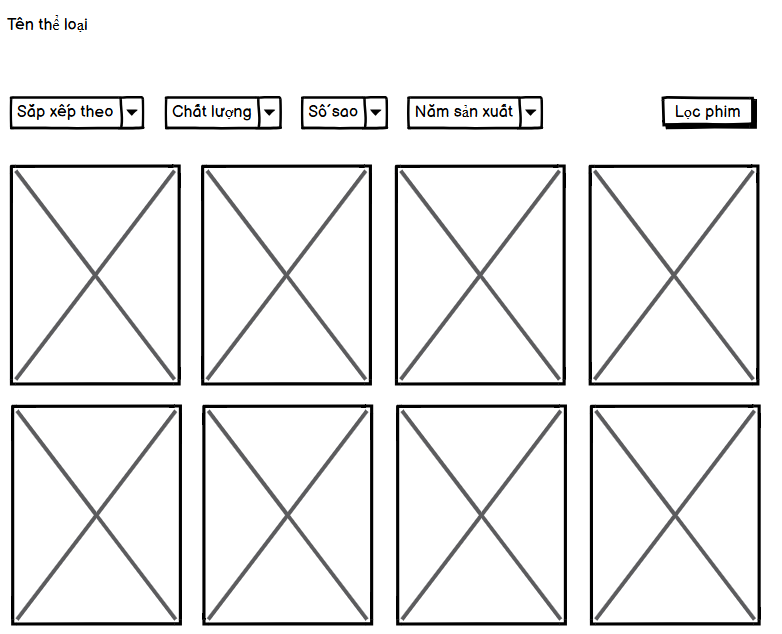 Tên thể loại
Sắp xếp theo
Chất lượng
Số sao
Năm sản xuất
Lọc phim